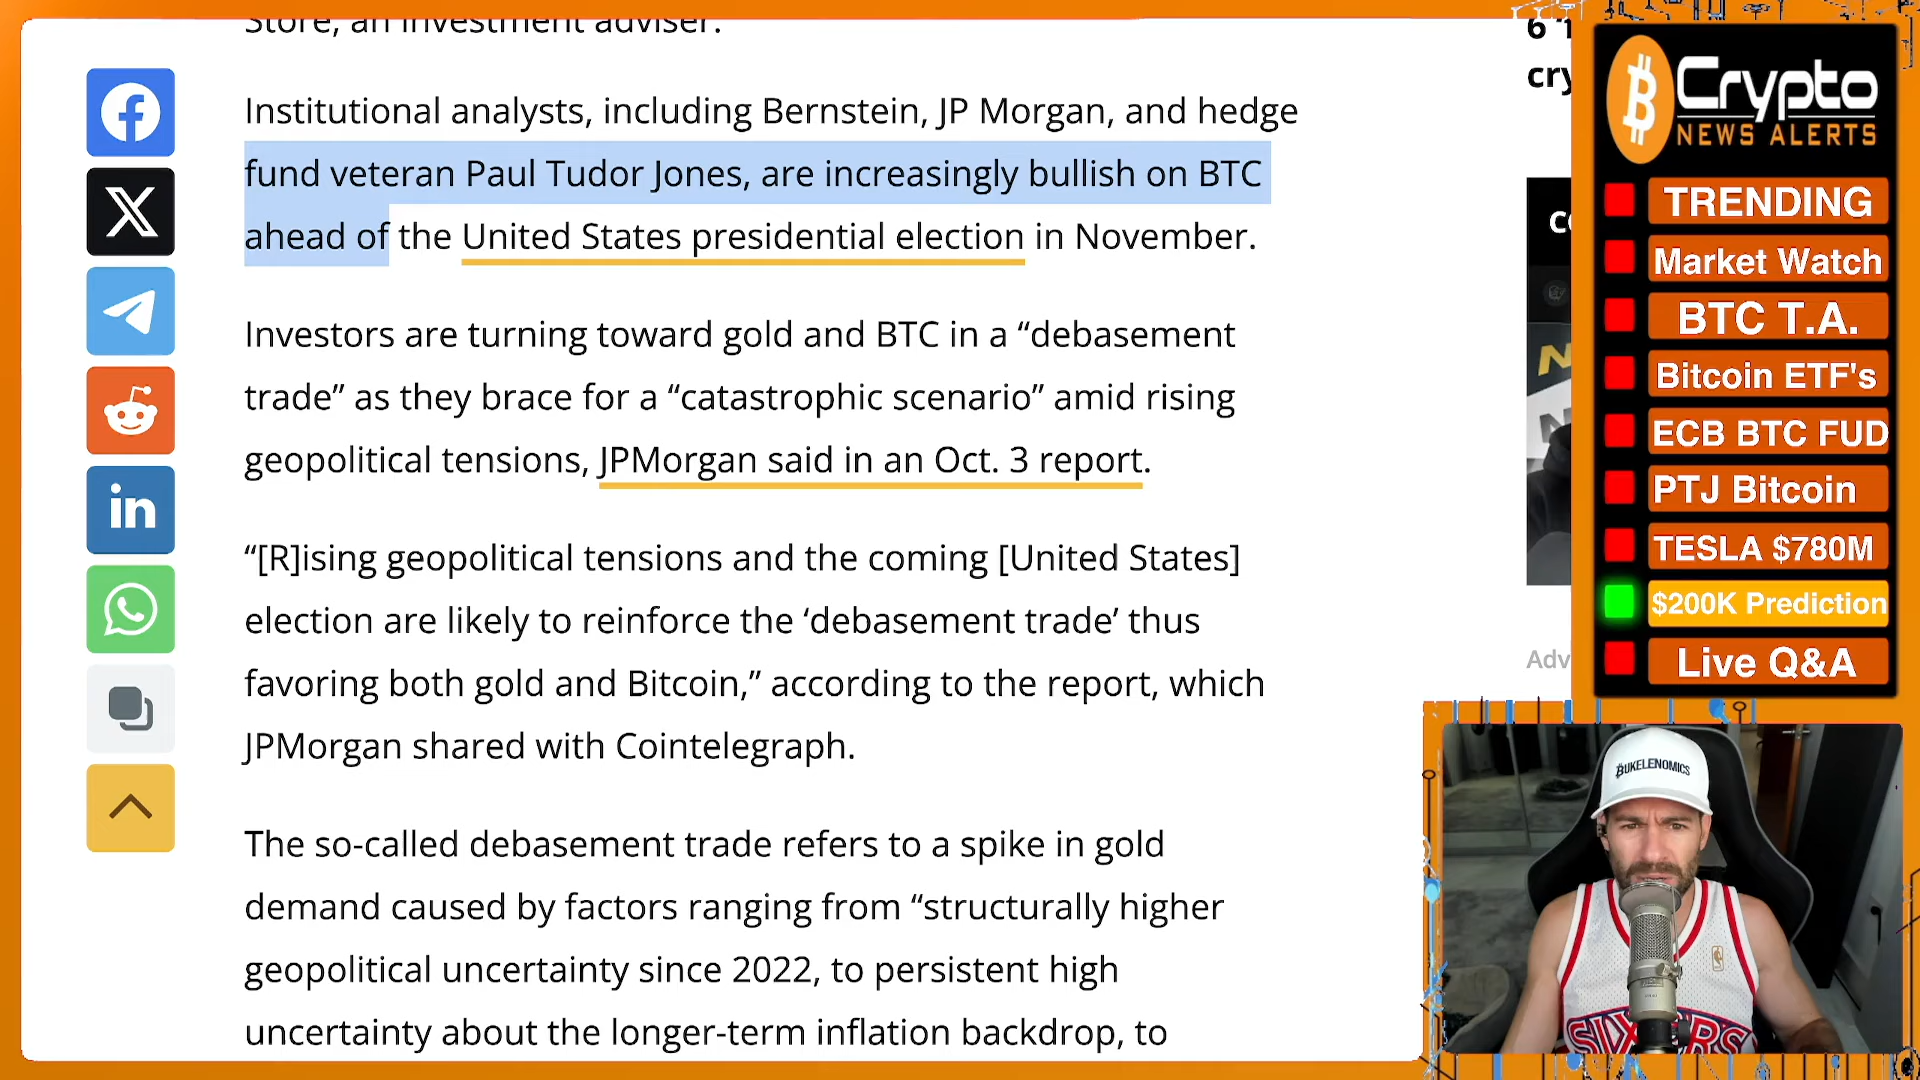 Store, an investment adviser.
Institutional analysts, including Bernstein, JP Morgan, and hedge
fund veteran Paul Tudor Jones, are increasingly bullish on BTC
ahead of the United States presidential election in November.
Investors are turning toward gold and BTC in a “debasement
trade” as they brace for a “catastrophic scenario” amid rising
geopolitical tensions, JPMorgan said in an Oct. 3 report.
“[R]ising geopolitical tensions and the coming [United States]
election are likely to reinforce the ‘debasement trade’ thus
favoring both gold and Bitcoin,” according to the report, which
JPMorgan shared with Cointelegraph.
The so-called debasement trade refers to a spike in gold
demand caused by factors ranging from “structurally higher
geopolitical uncertainty since 2022, to persistent high
uncertainty about the longer-term inflation backdrop, to
6
cry
Adv
Crypto
NEWS ALERTS
TRENDING
Market Watch
BTC T.A.
Bitcoin ETF's
ECB BTC FUD
PTJ Bitcoin
TESLA $780M
$200K Prediction
Live Q&A
BUKELENOMICS
SIXERS